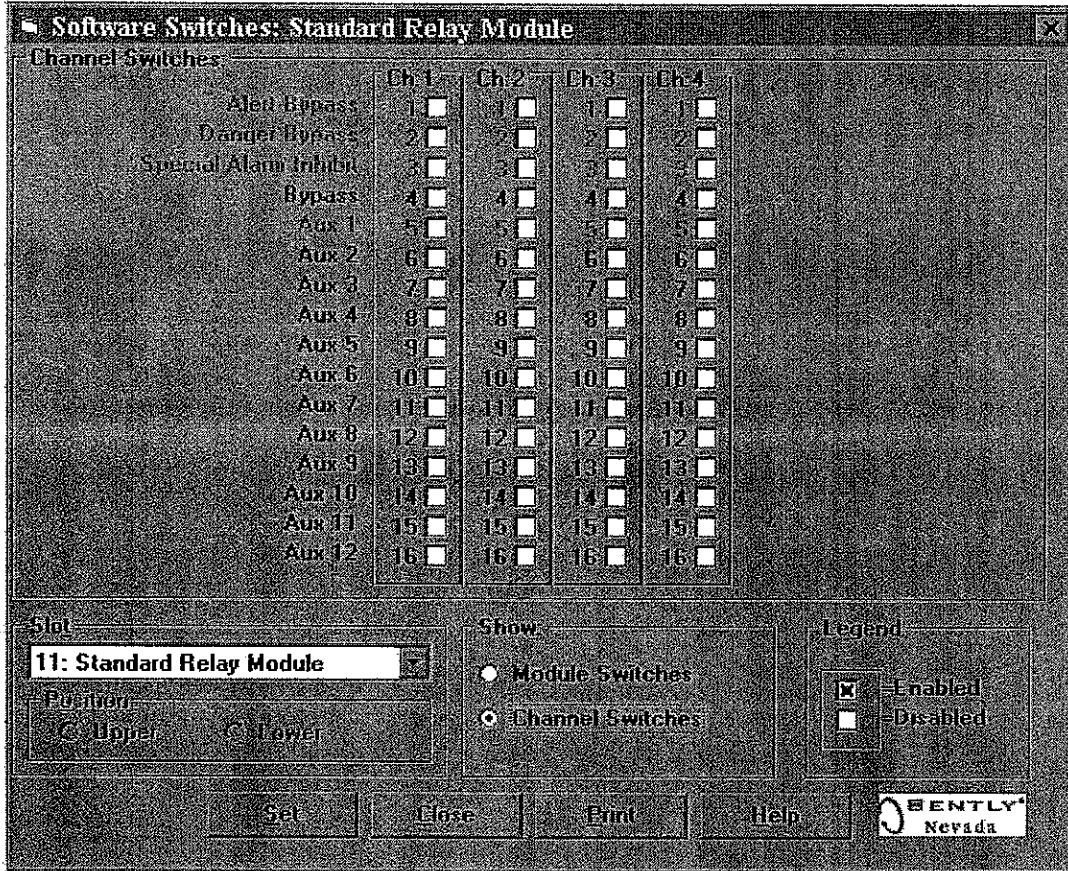 Software Switches: Standard Relay Module
Channel Switches
Ch 1 Ch 2 Ch 3 Ch 4
Alert Bypass 1 1 1 1
Danger Bypass 2 2 2 2
Special Alarm Inhibit 3 3 3 3
Bypass 4 4 4 4
Aux 1 5 5 5 5
Aux 2 6 6 6 6
Aux 3 7 7 7 7
Aux 4 8 8 8 8
Aux 5 9 9 9 9
Aux 6 10 10 10 10
Aux 7 11 11 11 11
Aux 8 12 12 12 12
Aux 9 13 13 13 13
Aux 10 14 14 14 14
Aux 11 15 15 15 15
Aux 12 16 16 16 16
Slot
11: Standard Relay Module
Position
Upper Lower
Show
Module Switches
Channel Switches
Legend
=Enabled
=Disabled
Set Close Print Help
BENTLY
Nevada